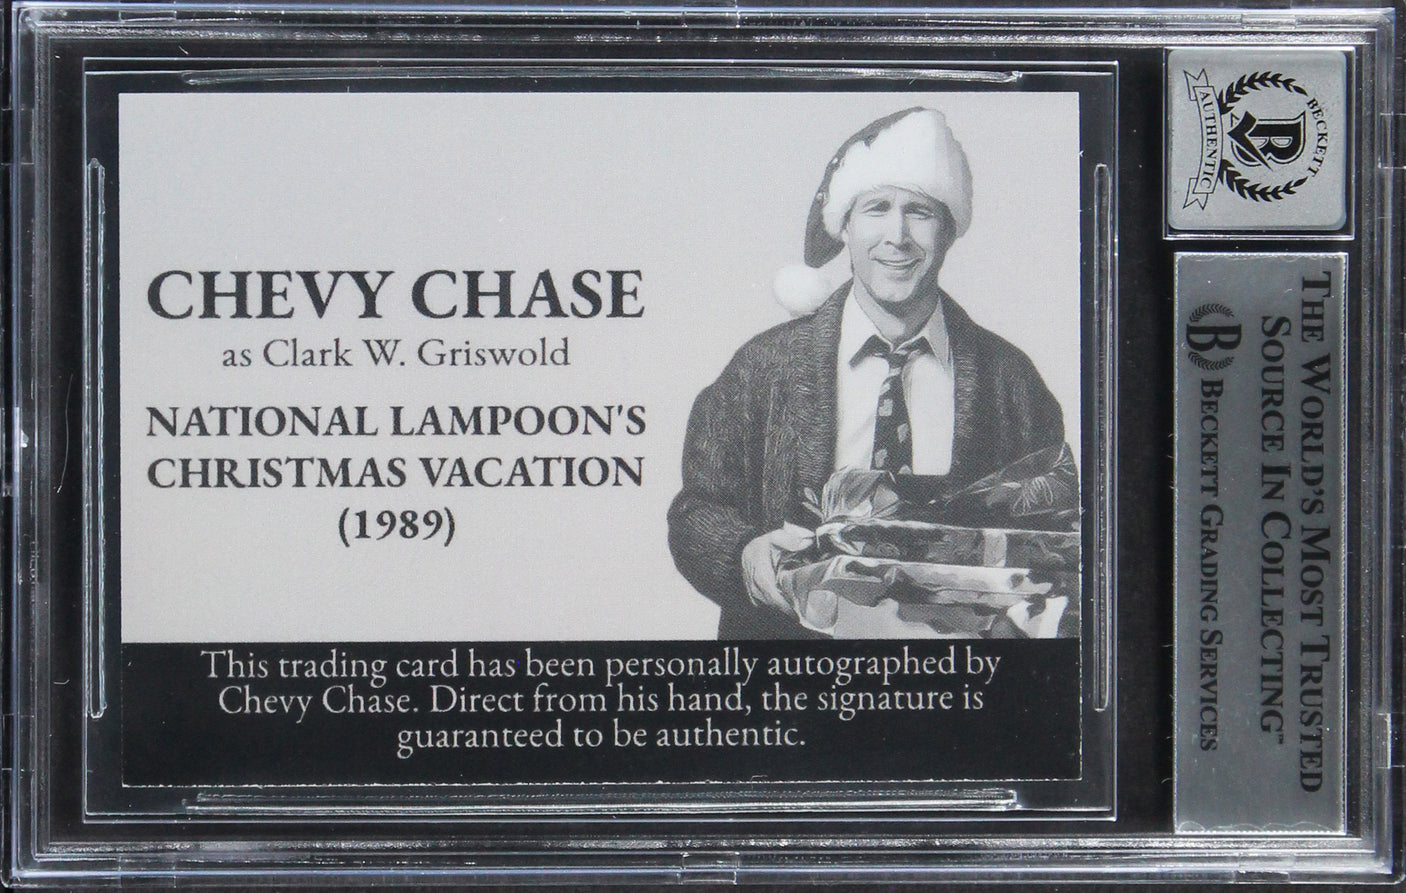 CHEVY CHASE
as Clark W. Griswold
NATIONAL LAMPOON'S
CHRISTMAS VACATION
(1989)
This trading card has been personally autographed by
Chevy Chase. Direct from his hand, the signature is
guaranteed to be authentic.
BECKETT
B
AUTHENTIC
THE WORLD'S MOST TRUSTED
SOURCE IN COLLECTING™
B BECKETT GRADING SERVICES